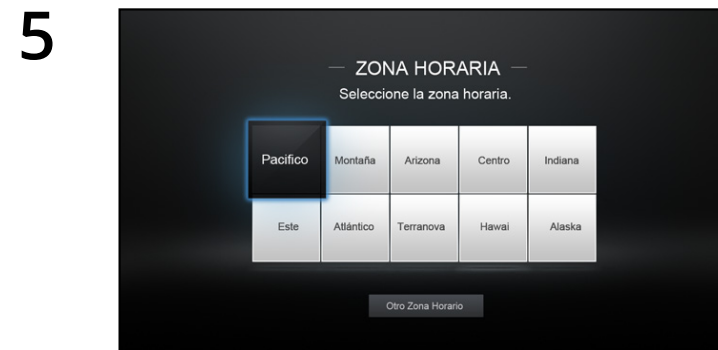 5
ZONA HORARIA
Seleccione la zona horaria.
Pacifico Montaña Arizona Centro Indiana
Este Atlántico Terranova Hawai Alaska
Otro Zona Horario